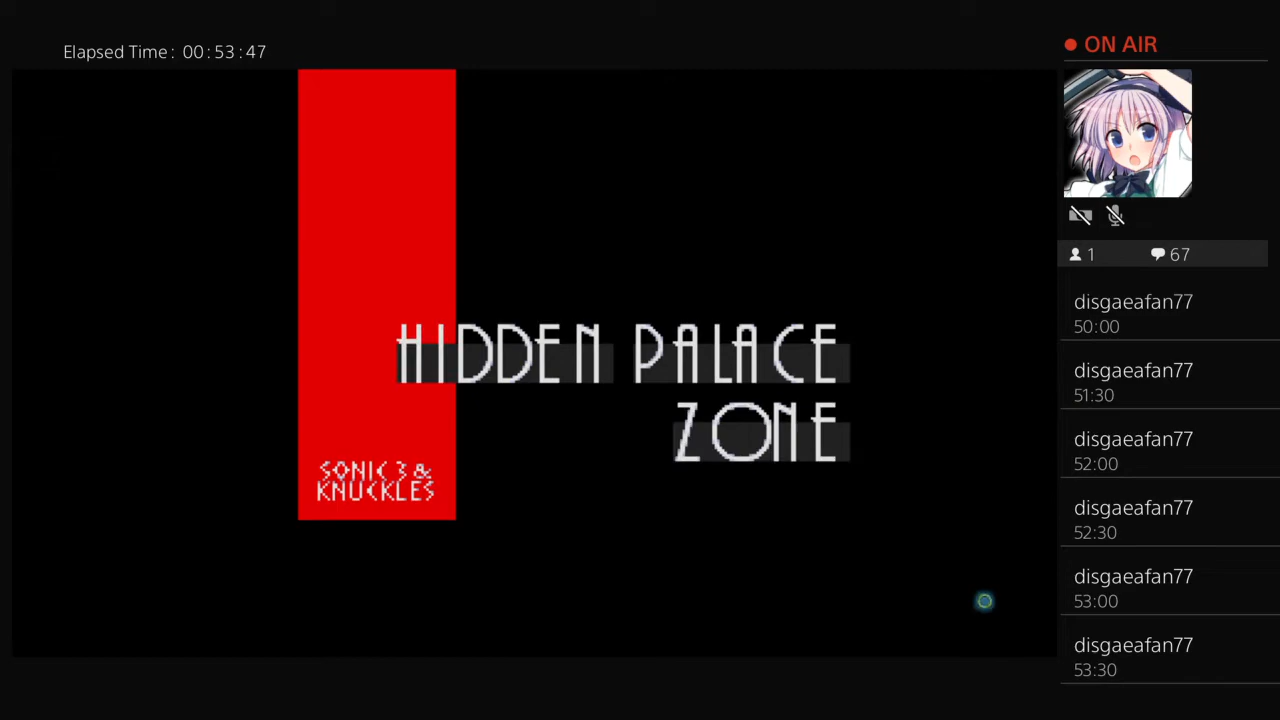 Elapsed Time: 00:53:47
ON AIR
1 67
HIDDEN PALACE
ZONE
SONIC 3 &
KNUCKLES
disgaeafan77
50:00
disgaeafan77
51:30
disgaeafan77
52:00
disgaeafan77
52:30
disgaeafan77
53:00
disgaeafan77
53:30